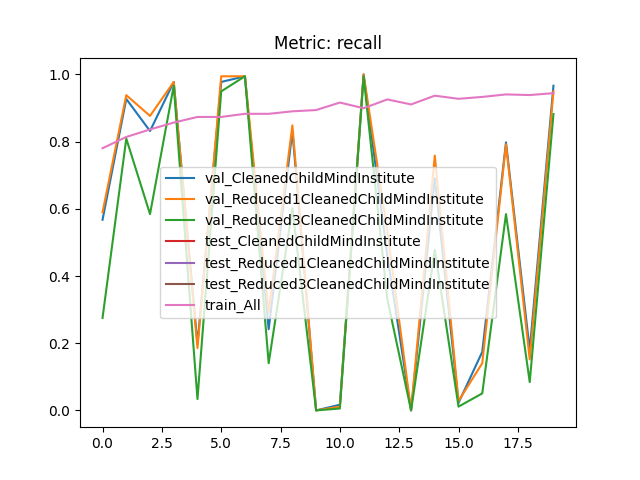 Metric: recall
1.0
0.8
0.6
0.4
0.2
0.0
val_CleanedChildMindInstitute
val_Reduced1CleanedChildMindInstitute
val_Reduced3CleanedChildMindInstitute
test_CleanedChildMindInstitute
test_Reduced1CleanedChildMindInstitute
test_Reduced3CleanedChildMindInstitute
train_All
0.0 2.5 5.0 7.5 10.0 12.5 15.0 17.5